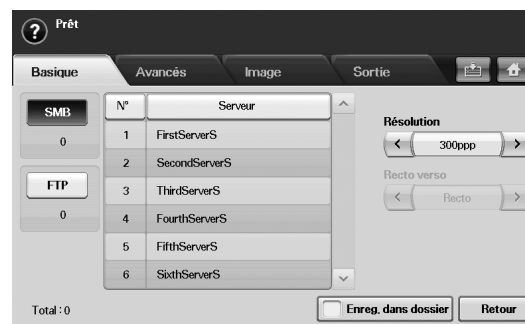 Prêt
Basique Avancés Image Sortie
SMB
0
FTP
0
N° Serveur
1 FirstServerS
2 SecondServerS
3 ThirdServerS
4 FourthServerS
5 FifthServerS
6 SixthServerS
Résolution
300ppp
Recto verso
Recto
Total : 0
Enreg. dans dossier
Retour